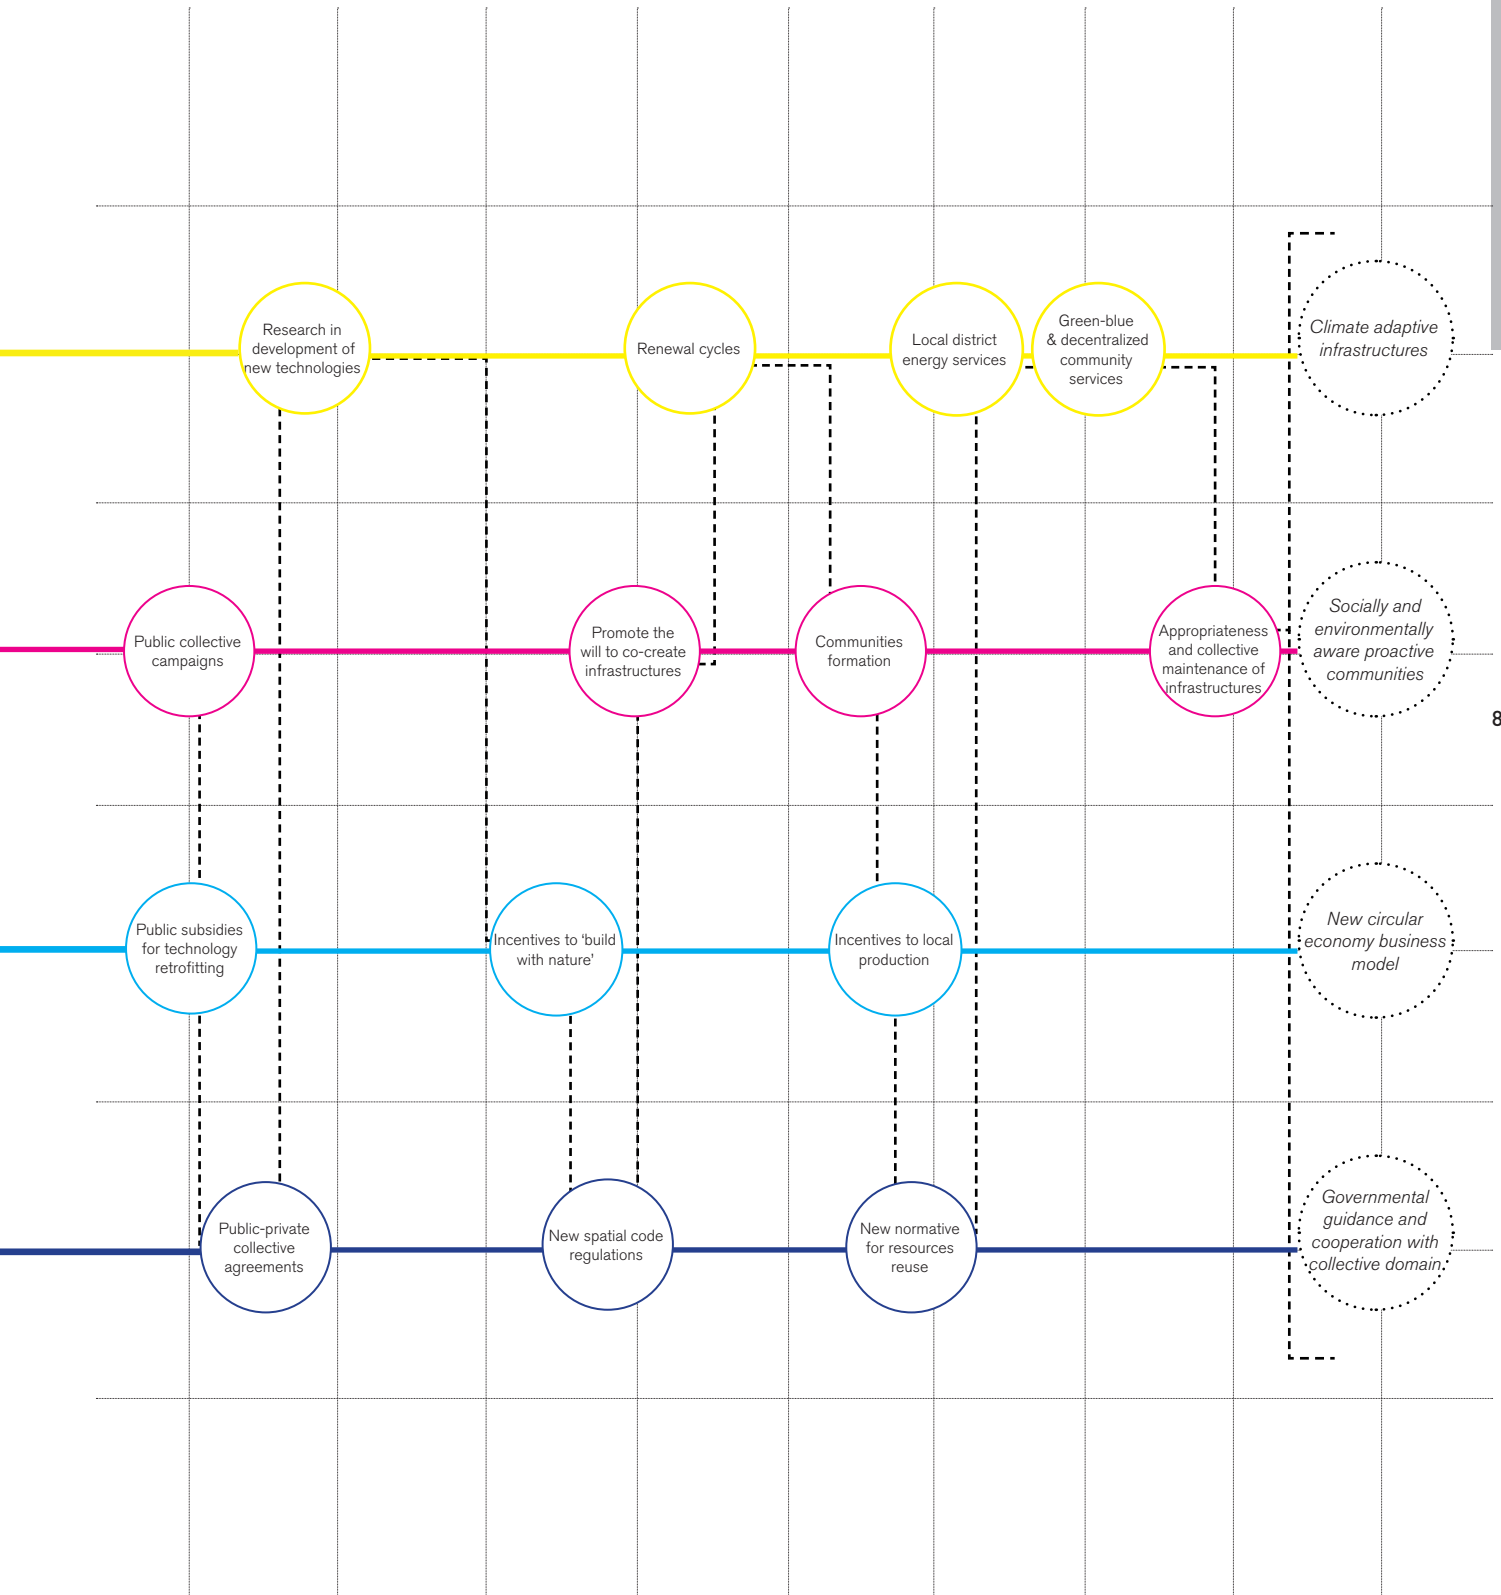 Research in
development of
new technologies
Renewal cycles
Local district
energy services
Green-blue
& decentralized
community
services
Climate adaptive
infrastructures
Public collective
campaigns
Promote the
will to co-create
infrastructures
Communities
formation
Appropriateness
and collective
maintenance of
infrastructures
Socially and
environmentally
aware proactive
communities
8
Public subsidies
for technology
retrofitting
Incentives to ‘build
with nature’
Incentives to local
production
New circular
economy business
model
Public-private
collective
agreements
New spatial code
regulations
New normative
for resources
reuse
Governmental
guidance and
cooperation with
collective domain